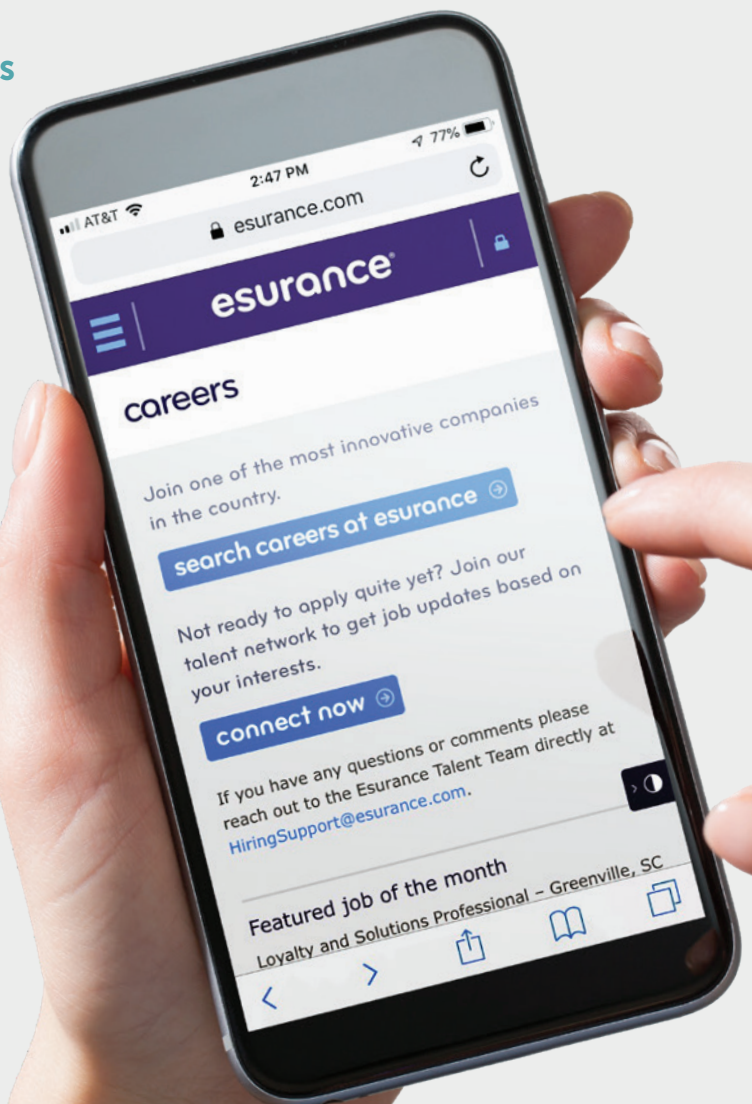 s
2:47 PM
77%
AT&T
esurance.com
esurance®
careers
Join one of the most innovative companies
in the country.
search careers at esurance
Not ready to apply quite yet? Join our
talent network to get job updates based on
your interests.
connect now
If you have any questions or comments please
reach out to the Esurance Talent Team directly at
HiringSupport@esurance.com.
Featured job of the month
Loyalty and Solutions Professional – Greenville, SC